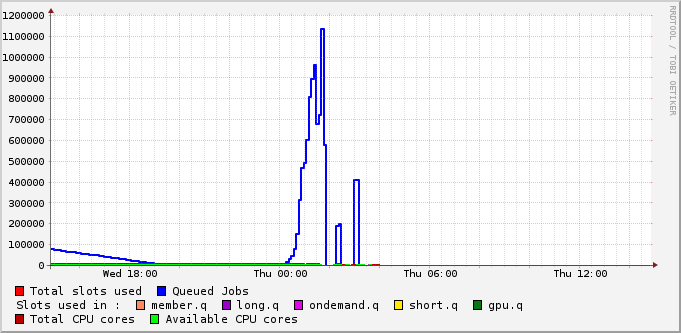 1200000
1100000
1000000
900000
800000
700000
600000
500000
400000
300000
200000
100000
0
Wed 18:00 Thu 00:00 Thu 06:00 Thu 12:00
Total slots used Queued Jobs
Slots used in : member.q long.q ondemand.q short.q gpu.q
Total CPU cores Available CPU cores
RRDTOOL / TOBI OETIKER